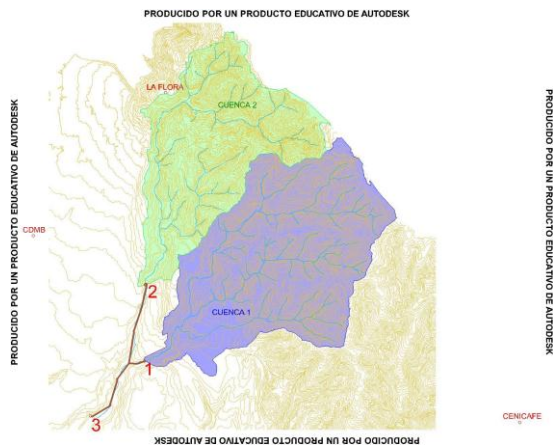 PRODUCIDO POR UN PRODUCTO EDUCATIVO DE AUTODESK
LA FLORA
CUENCA 2
PRODUCIDO POR UN PRODUCTO EDUCATIVO DE AUTODESK
PRODUCIDO POR UN PRODUCTO EDUCATIVO DE AUTODESK
CDMB
2
CUENCA 1
1
3
CENICAFE
PRODUCIDO POR UN PRODUCTO EDUCATIVO DE AUTODESK